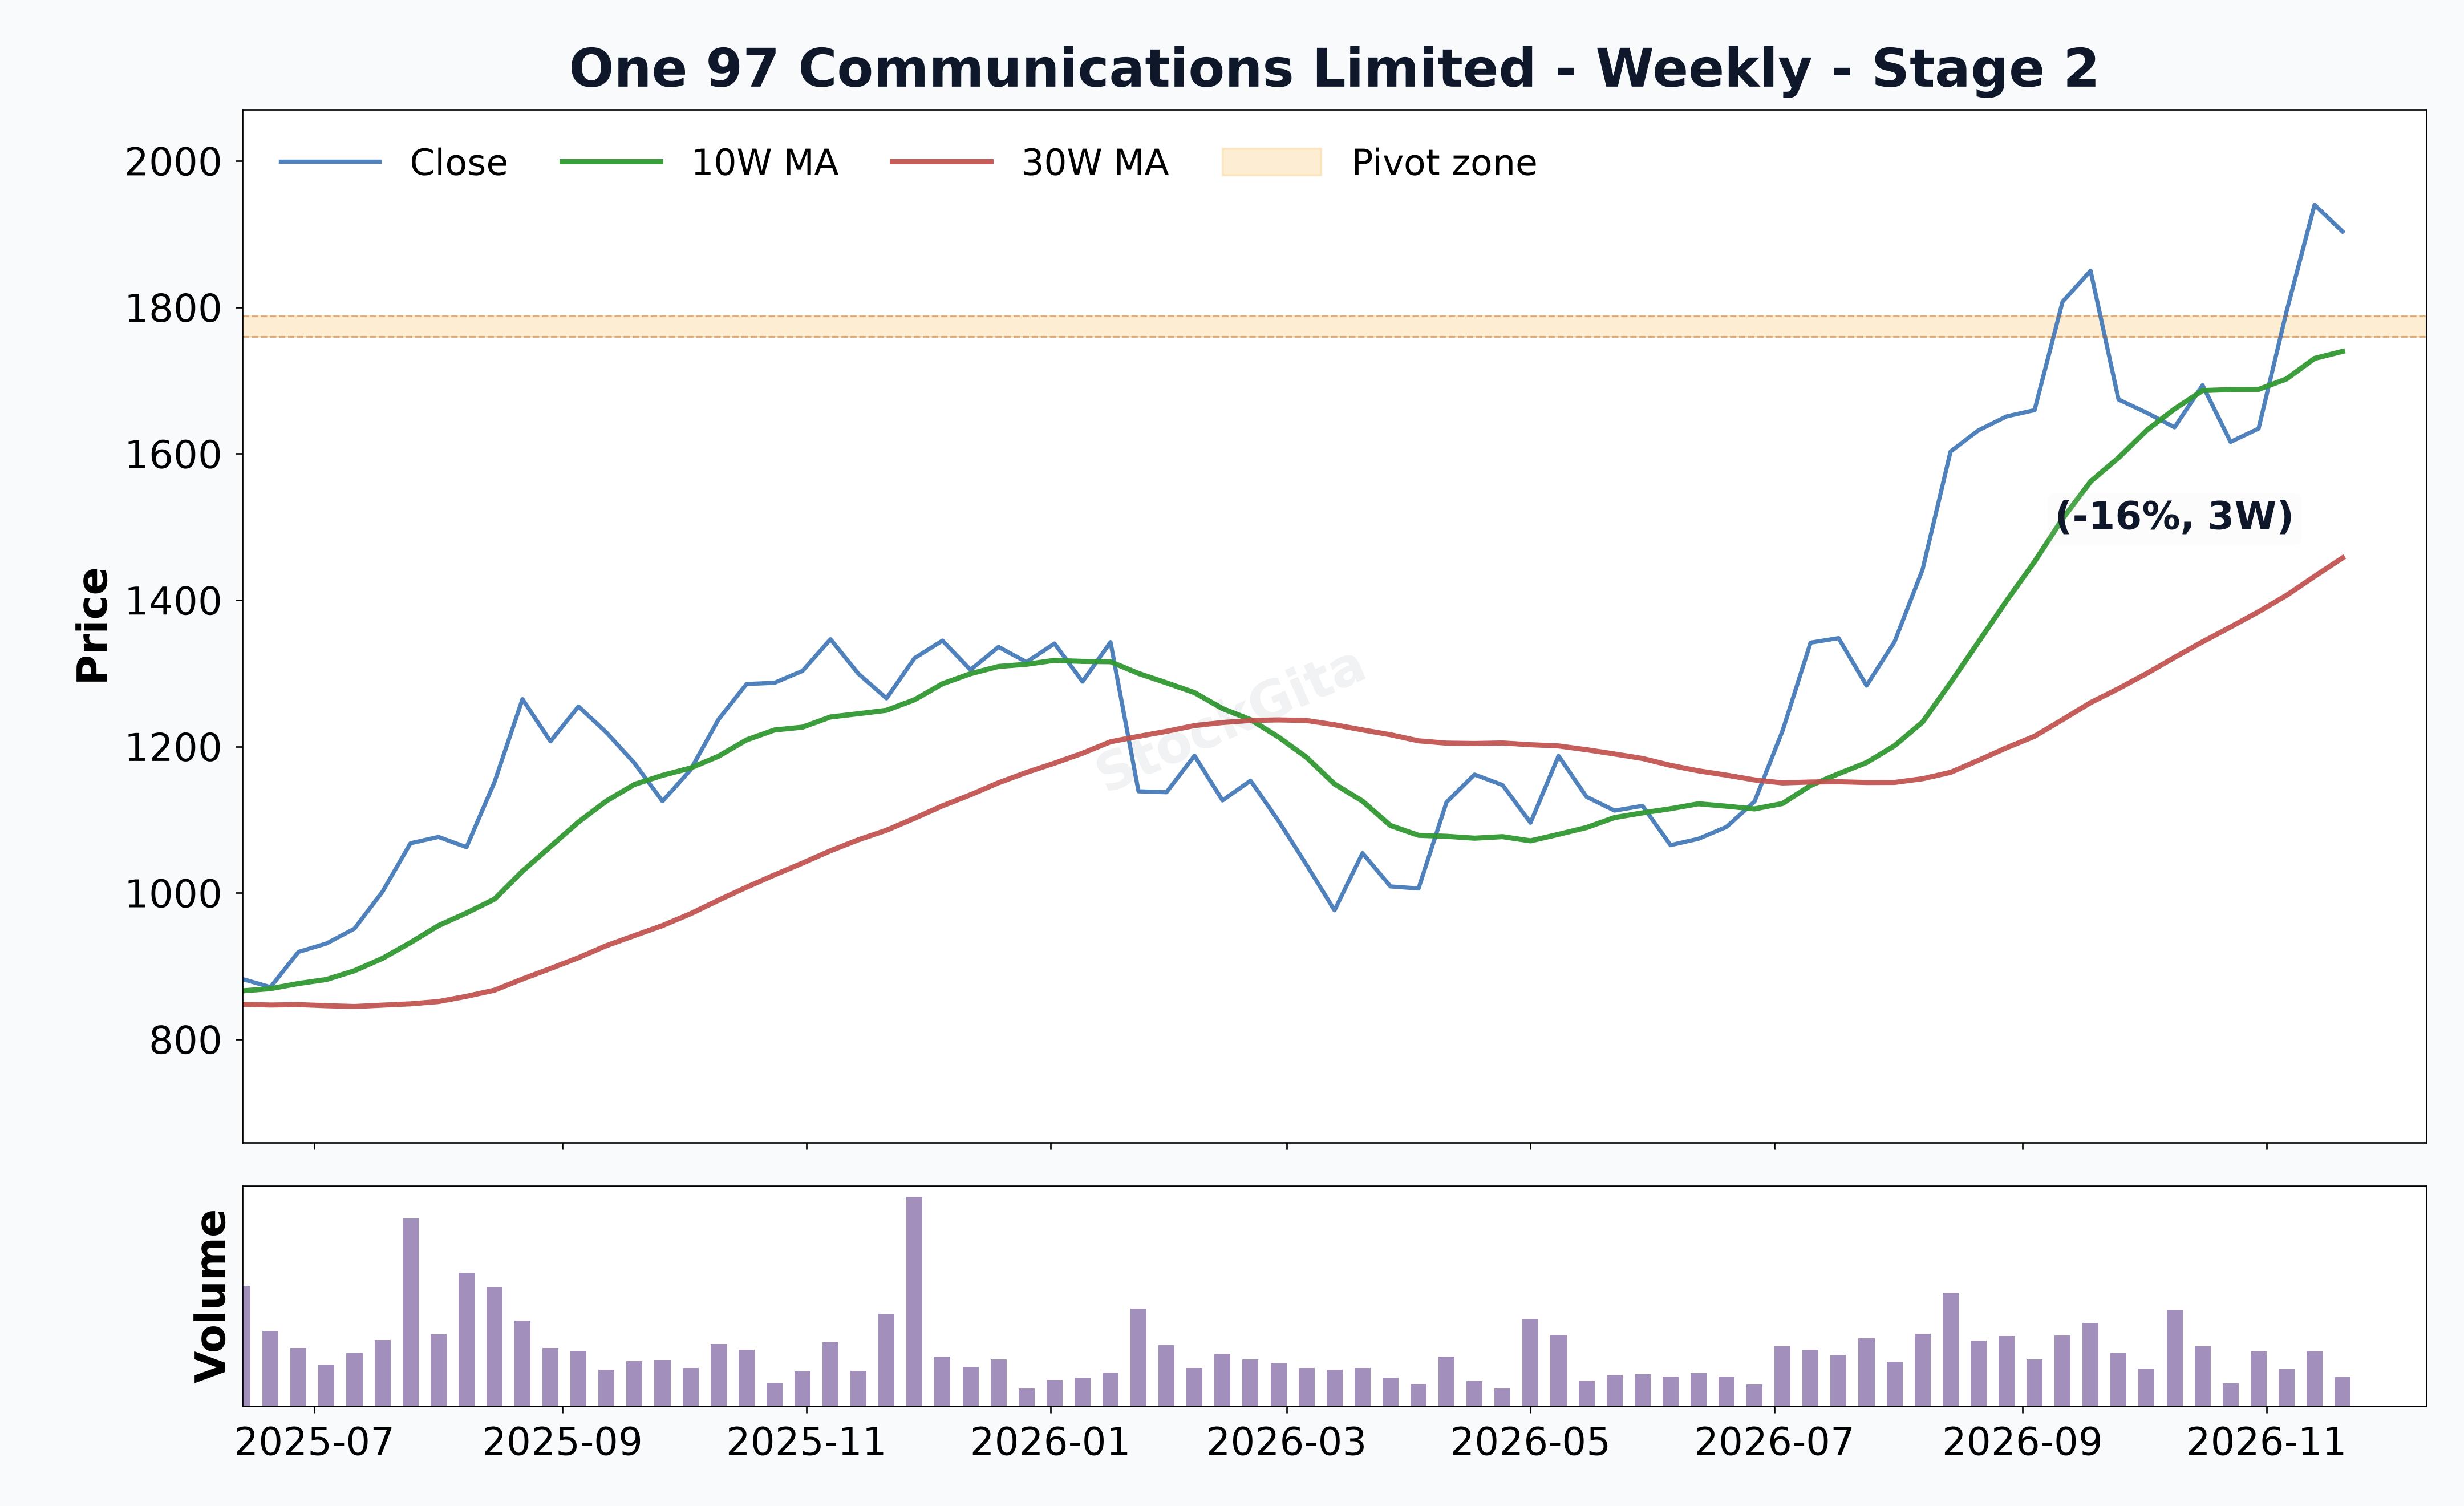 One 97 Communications Limited - Weekly - Stage 2
Close 10W MA 30W MA Pivot zone
2000
1800
1600
1400
1200
1000
800
Price
(-16%, 3W)
StockGita
Volume
2025-07 2025-09 2025-11 2026-01 2026-03 2026-05 2026-07 2026-09 2026-11